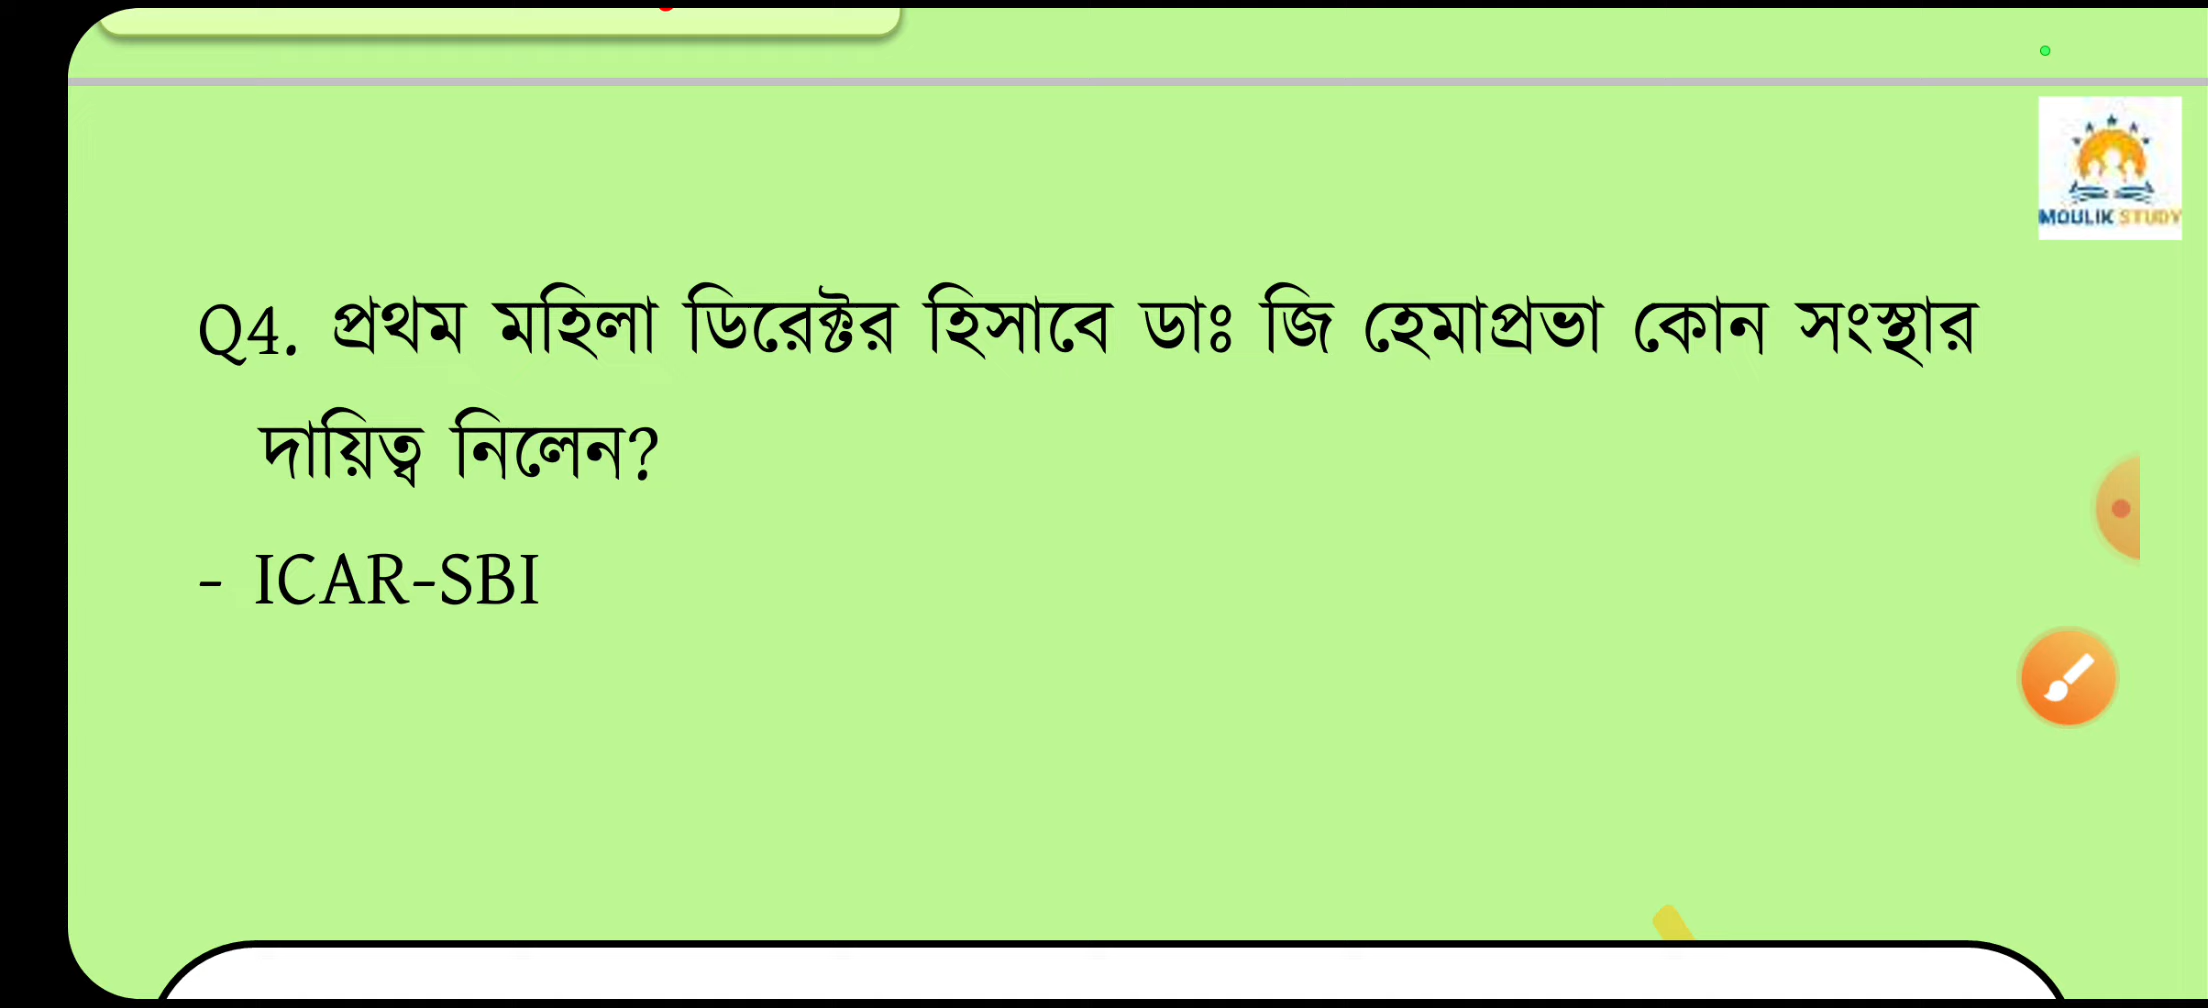 MOULIK STUDY
Q4. প্রথম মহিলা ডিরেক্টর হিসাবে ডাঃ জি হেমাপ্রভা কোন সংস্থার
দায়িত্ব নিলেন?
- ICAR-SBI